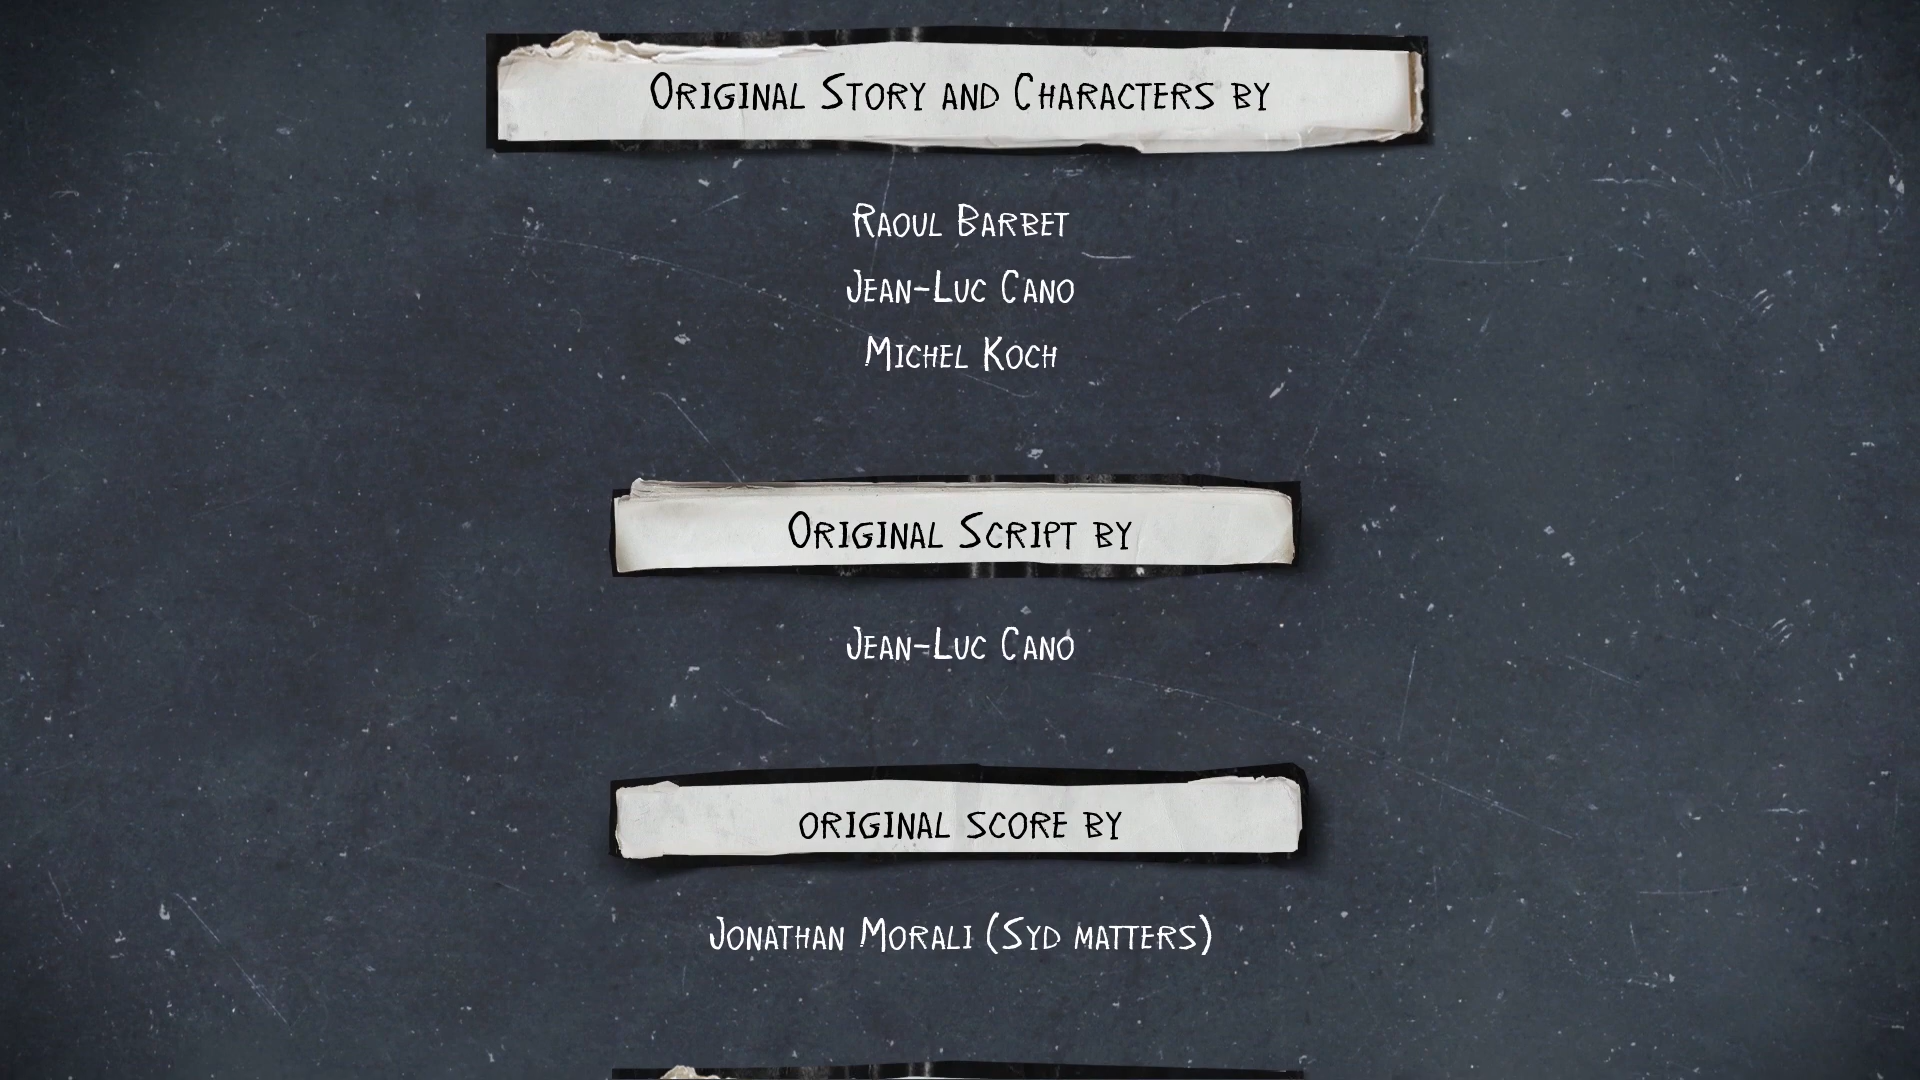 Original Story and Characters by
Raoul Barbet
Jean-Luc Cano
Michel Koch
Original Script by
Jean-Luc Cano
original score by
Jonathan Morali (Syd matters)